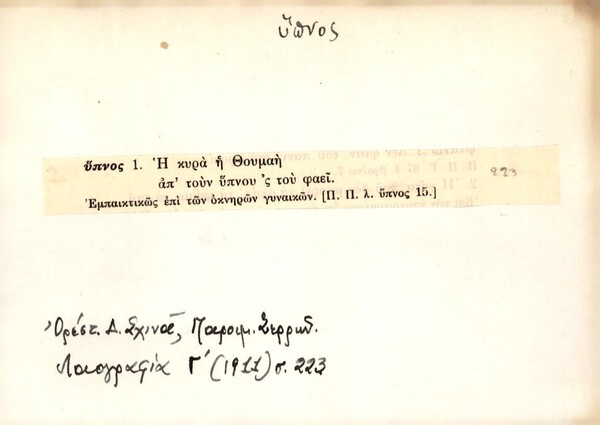 ὕπνος
ὕπνος 1. Ἡ κυρὰ ἡ Θουμαὴ
ἀπ' τοὺν ὕπνου 'ς τοὺ φαεῖ.
223
Ἐμπαικτικῶς ἐπὶ τῶν ὀκνηρῶν γυναικῶν. [Π. Π. λ. ὕπνος 15.]
Ὀρέστ. Δ. Σχινᾶ, Παροιμ. Σερρῶν.
Λαογραφία Γ΄ (1911) σ. 223